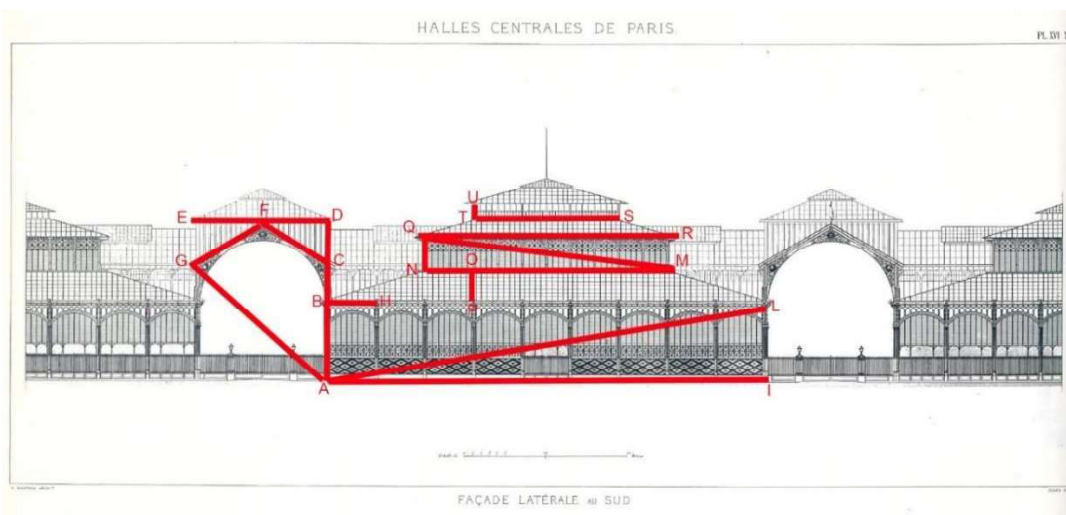 HALLES CENTRALES DE PARIS
PL. XVI
U
E F D T S
Q R
G C N O M
B H L
A I
FAÇADE LATÉRALE AU SUD